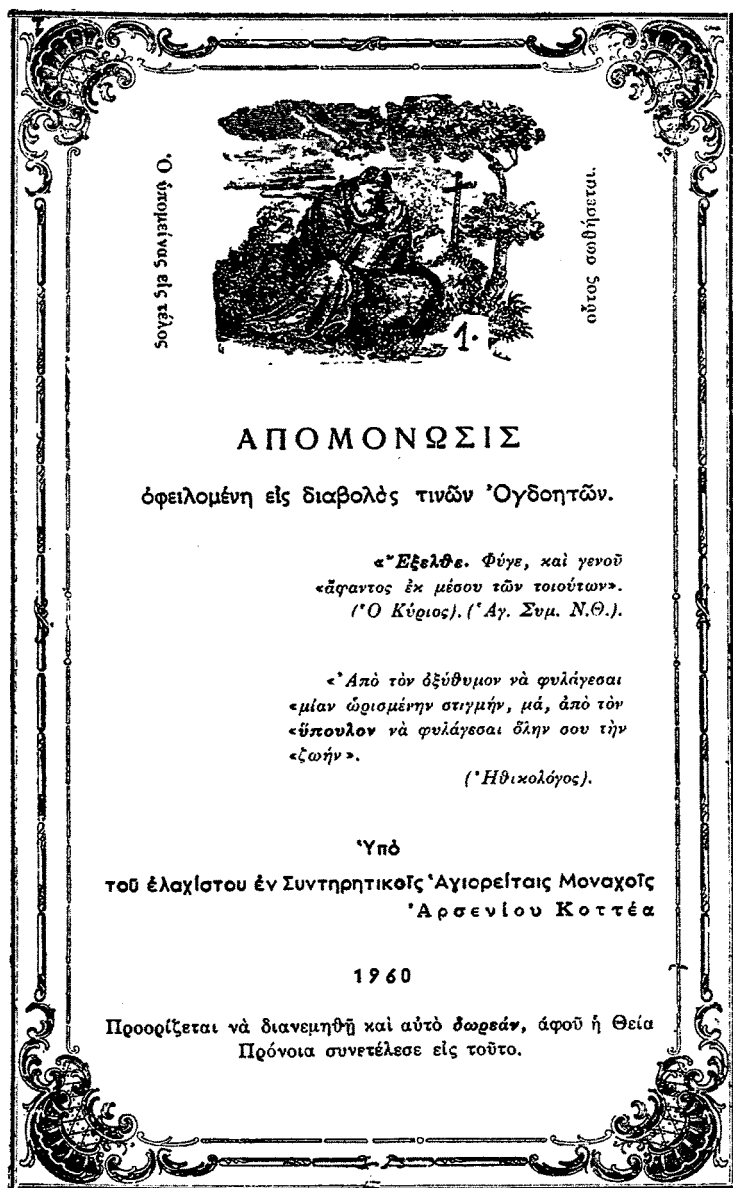 Ὁ ὑπομείνας εἰς τέλος
οὗτος σωθήσεται
1.
ΑΠΟΜΟΝΩΣΙΣ
ὀφειλομένη εἰς διαβολὰς τινῶν Ὀγδοητῶν.
«Ἔξελθε. Φύγε, καὶ γενοῦ
«ἄφαντος ἐκ μέσου τῶν τοιούτων».
(Ὁ Κύριος). (Ἁγ. Συμ. Ν.Θ.).
«Ἀπὸ τὸν ὀξύθυμον νὰ φυλάγεσαι
«μίαν ὡρισμένην στιγμήν, μά, ἀπὸ τὸν
«ὕπουλον νὰ φυλάγεσαι ὅλην σου τὴν
«ζωήν».
(Ἠθικολόγος).
Ὑπὸ
τοῦ ἐλαχίστου ἐν Συντηρητικοῖς Ἁγιορείταις Μοναχοῖς
Ἀρσενίου Κοττέα
1960
Προορίζεται νὰ διανεμηθῇ καὶ αὐτὸ δωρεάν, ἀφοῦ ἡ Θεία
Πρόνοια συνετέλεσε εἰς τοῦτο.